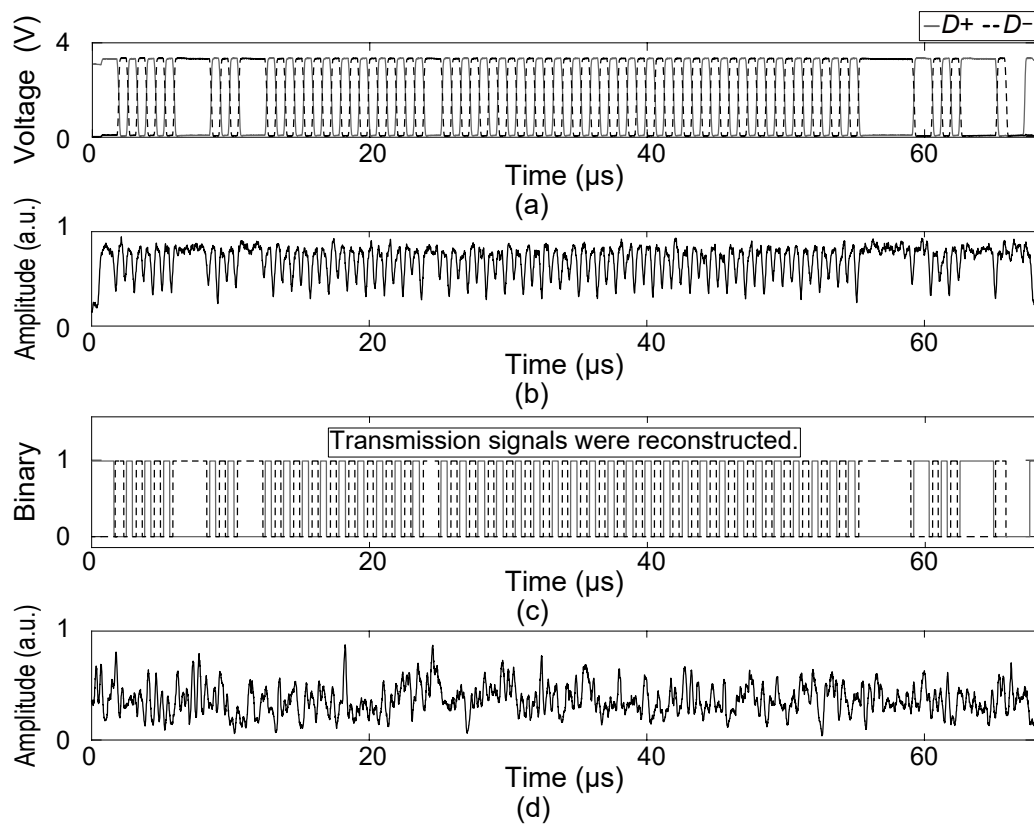 D+ D−
4
0
Voltage (V)
0 20 40 60
Time (μs)
(a)
1
0
Amplitude (a.u.)
0 20 40 60
Time (μs)
(b)
Transmission signals were reconstructed.
1
0
Binary
0 20 40 60
Time (μs)
(c)
1
0
Amplitude (a.u.)
0 20 40 60
Time (μs)
(d)